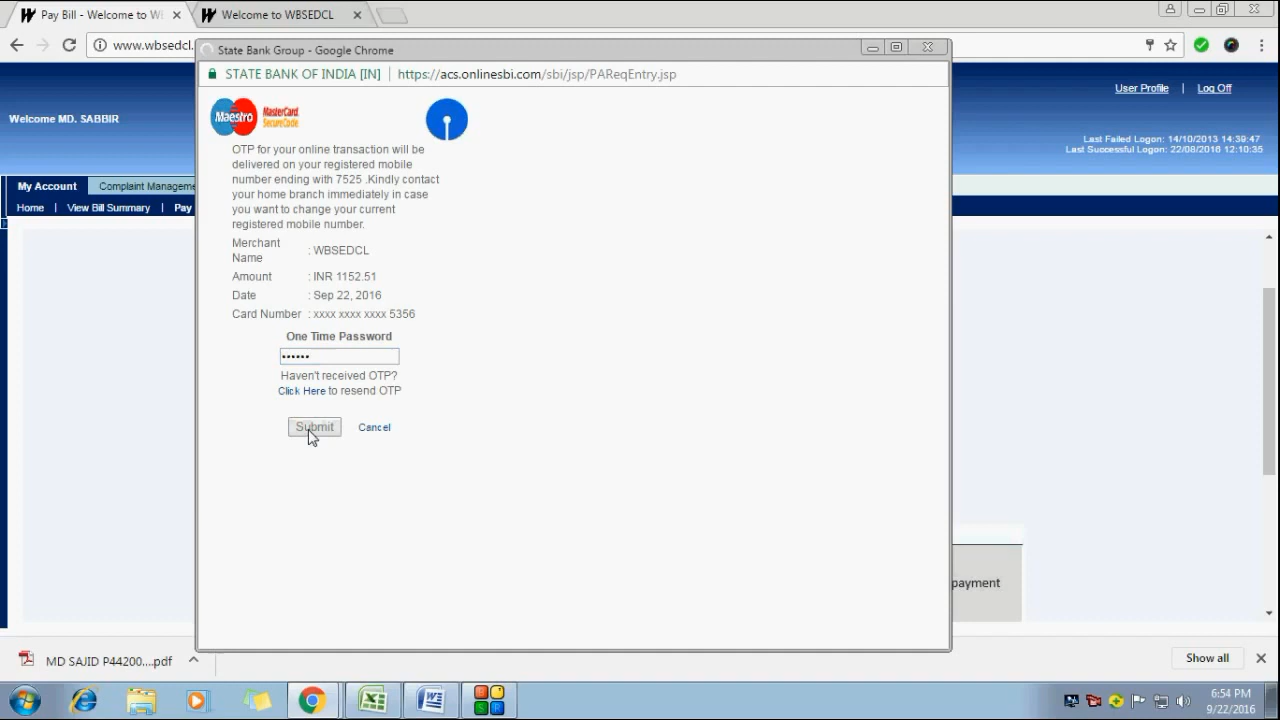 Pay Bill - Welcome to WB
Welcome to WBSEDCL
www.wbsedcl.
State Bank Group - Google Chrome
STATE BANK OF INDIA [IN]
https://acs.onlinesbi.com/sbi/jsp/PAReqEntry.jsp
User Profile | Log Off
Welcome MD. SABBIR
Last Failed Logon: 14/10/2013 14:39:47
Last Successful Logon: 22/08/2016 12:10:35
My Account
Complaint Manageme
Home | View Bill Summary | Pay
Maestro
MasterCard
SecureCode
OTP for your online transaction will be
delivered on your registered mobile
number ending with 7525 .Kindly contact
your home branch immediately in case
you want to change your current
registered mobile number.
Merchant
Name : WBSEDCL
Amount : INR 1152.51
Date : Sep 22, 2016
Card Number : xxxx xxxx xxxx 5356
One Time Password
••••••
Haven't received OTP?
Click Here to resend OTP
Submit
Cancel
payment
MD SAJID P44200....pdf
Show all
6:54 PM
9/22/2016